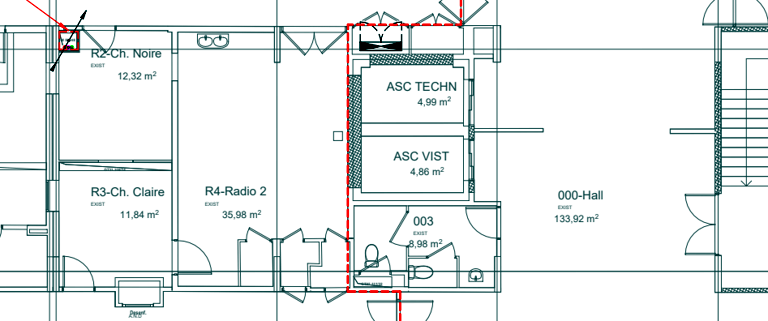 R2-Ch. Noire
EXIST
12,32 m²
ASC TECHN
4,99 m²
ASC VIST
4,86 m²
R3-Ch. Claire
EXIST
11,84 m²
R4-Radio 2
EXIST
35,98 m²
000-Hall
EXIST
133,92 m²
003
EXIST
8,98 m²